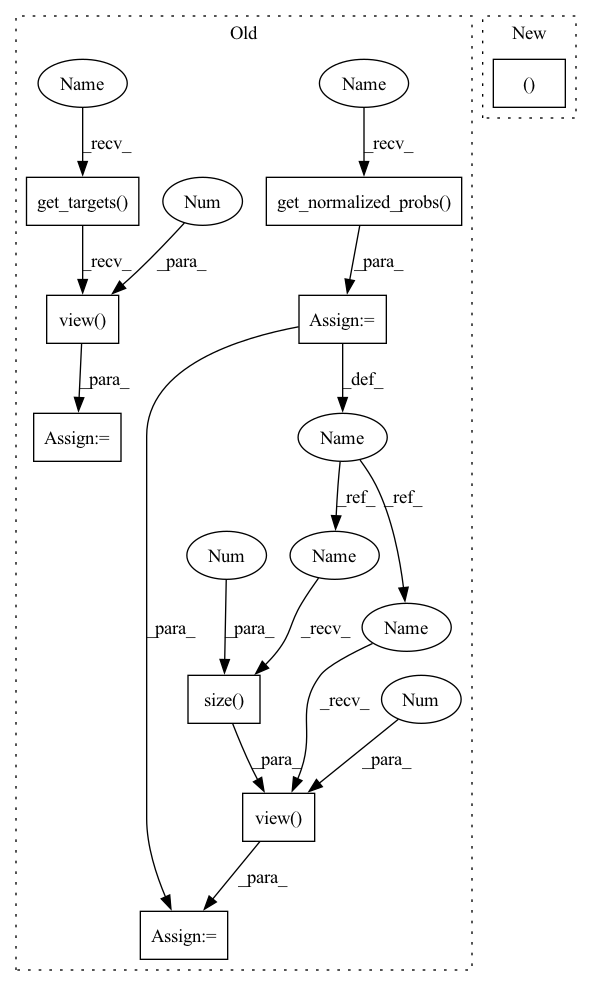 Old
New
Name
Name
()
_recv_
_recv_
get_targets()
Num
get_normalized_probs()
_recv_
_para_
_para_
view()
Assign:=
_para_
_def_
Assign:=
Name
_ref_
_ref_
Num
Name
Name
_para_
_para_
_recv_
size()
Num
_recv_
_para_
_para_
view()
_para_
Assign:=